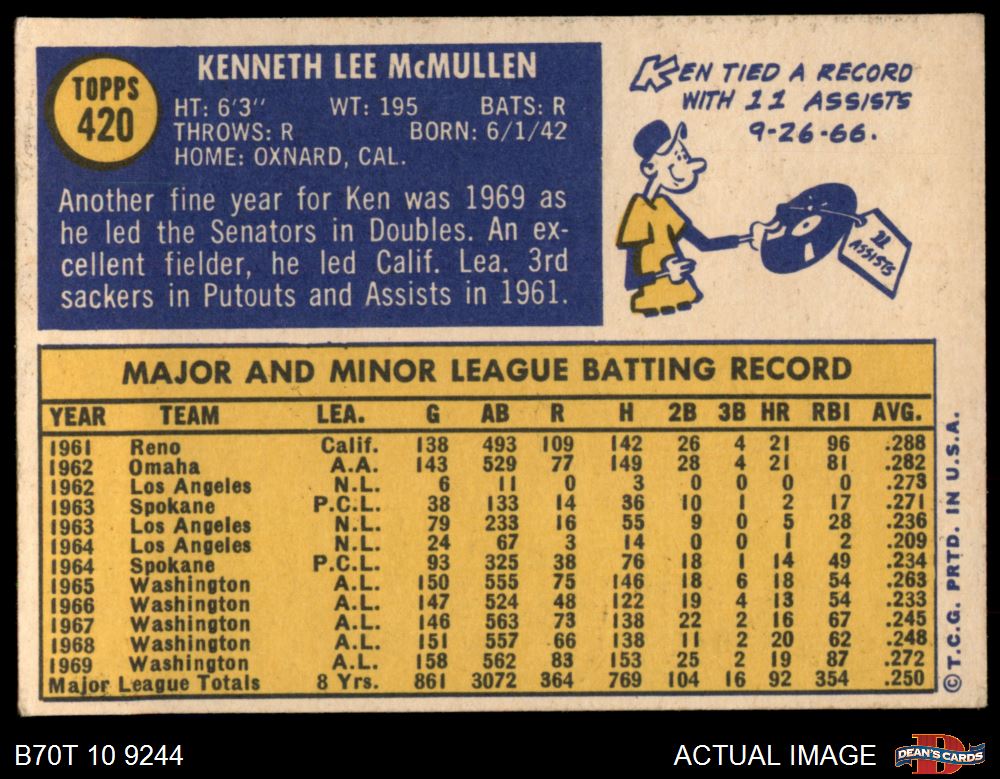 TOPPS
420
KENNETH LEE McMULLEN
HT: 6'3" WT: 195 BATS: R
THROWS: R BORN: 6/1/42
HOME: OXNARD, CAL.
Another fine year for Ken was 1969 as
he led the Senators in Doubles. An ex-
cellent fielder, he led Calif. Lea. 3rd
sackers in Putouts and Assists in 1961.
KEN TIED A RECORD
WITH 11 ASSISTS
9-26-66.
11
ASSISTS
MAJOR AND MINOR LEAGUE BATTING RECORD
YEAR TEAM LEA. G AB R H 2B 3B HR RBI AVG.
1961 Reno Calif. 138 493 109 142 26 4 21 96 .288
1962 Omaha A.A. 143 529 77 149 28 4 21 81 .282
1962 Los Angeles N.L. 6 11 0 3 0 0 0 0 .273
1963 Spokane P.C.L. 38 133 14 36 10 1 2 17 .271
1963 Los Angeles N.L. 79 233 16 55 9 0 5 28 .236
1964 Los Angeles N.L. 24 67 3 14 0 0 1 2 .209
1964 Spokane P.C.L. 93 325 38 76 18 1 14 49 .234
1965 Washington A.L. 150 555 75 146 18 6 18 54 .263
1966 Washington A.L. 147 524 48 122 19 4 13 54 .233
1967 Washington A.L. 146 563 73 138 22 2 16 67 .245
1968 Washington A.L. 151 557 66 138 11 2 20 62 .248
1969 Washington A.L. 158 562 83 153 25 2 19 87 .272
Major League Totals 8 Yrs. 861 3072 364 769 104 16 92 354 .250
© T.C.G. PRTD. IN U.S.A.
B70T 10 9244
ACTUAL IMAGE
DEAN'S CARDS